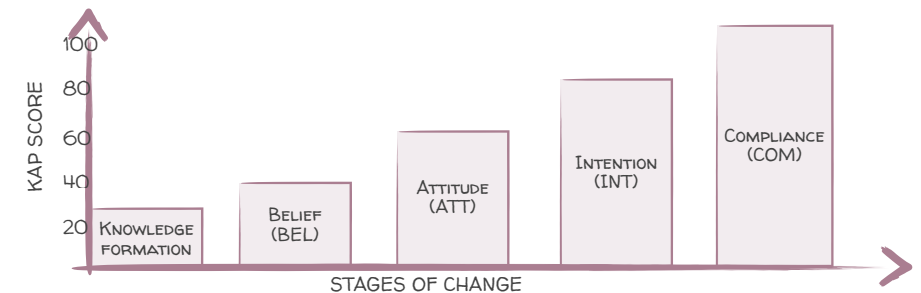 100
80
60
40
20
KAP SCORE
Knowledge
formation
Belief
(BEL)
Attitude
(ATT)
Intention
(INT)
Compliance
(COM)
STAGES OF CHANGE